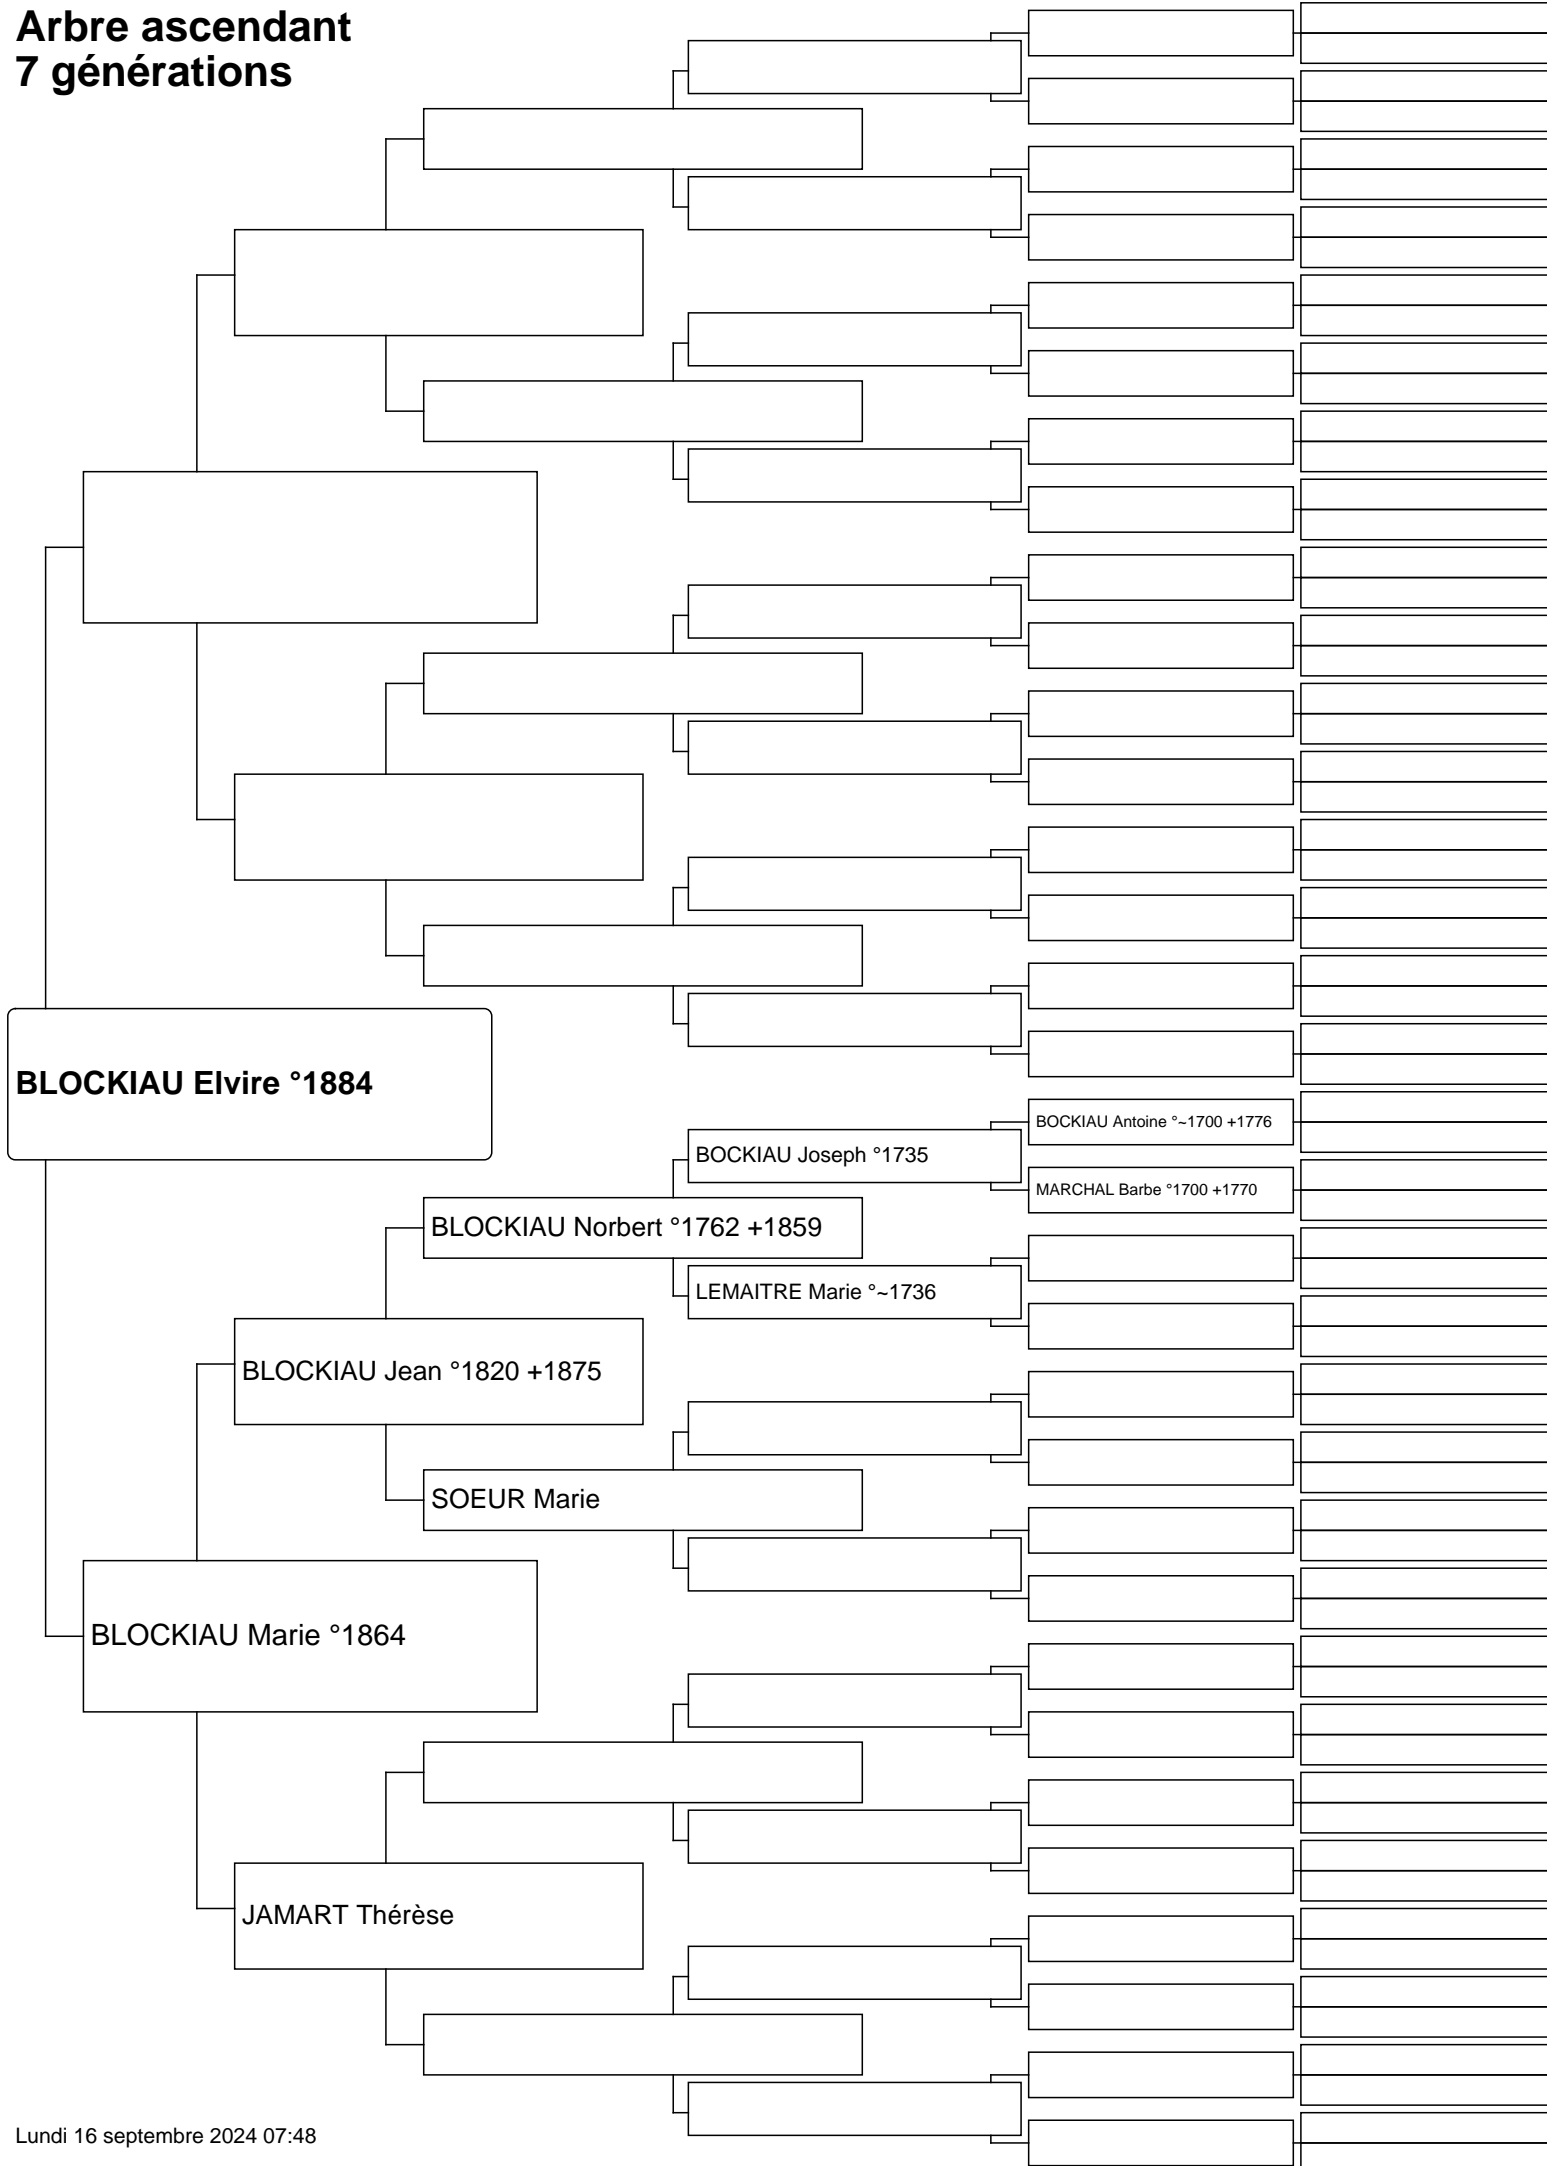 Arbre ascendant
7 générations
BLOCKIAU Elvire °1884
BOCKIAU Antoine °~1700 +1776
BOCKIAU Joseph °1735
MARCHAL Barbe °1700 +1770
BLOCKIAU Norbert °1762 +1859
LEMAITRE Marie °~1736
BLOCKIAU Jean °1820 +1875
SOEUR Marie
BLOCKIAU Marie °1864
JAMART Thérèse
Lundi 16 septembre 2024 07:48